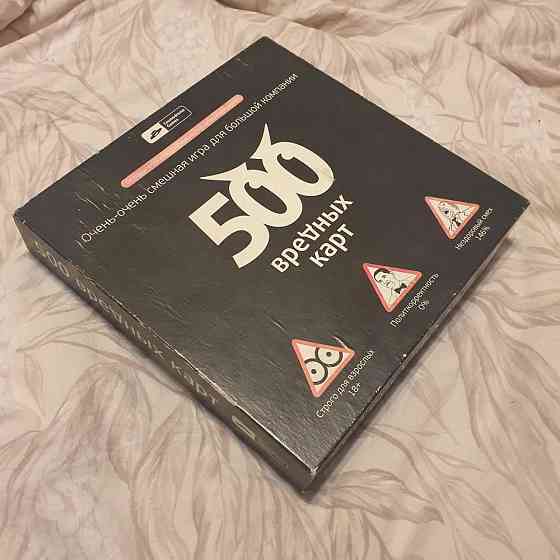 Очень-очень смешная игра для большой компании
500
вредных
карт
Строго для взрослых
18+
Политкорректность
0%
Нездоровый смех
146%
500 вредных карт